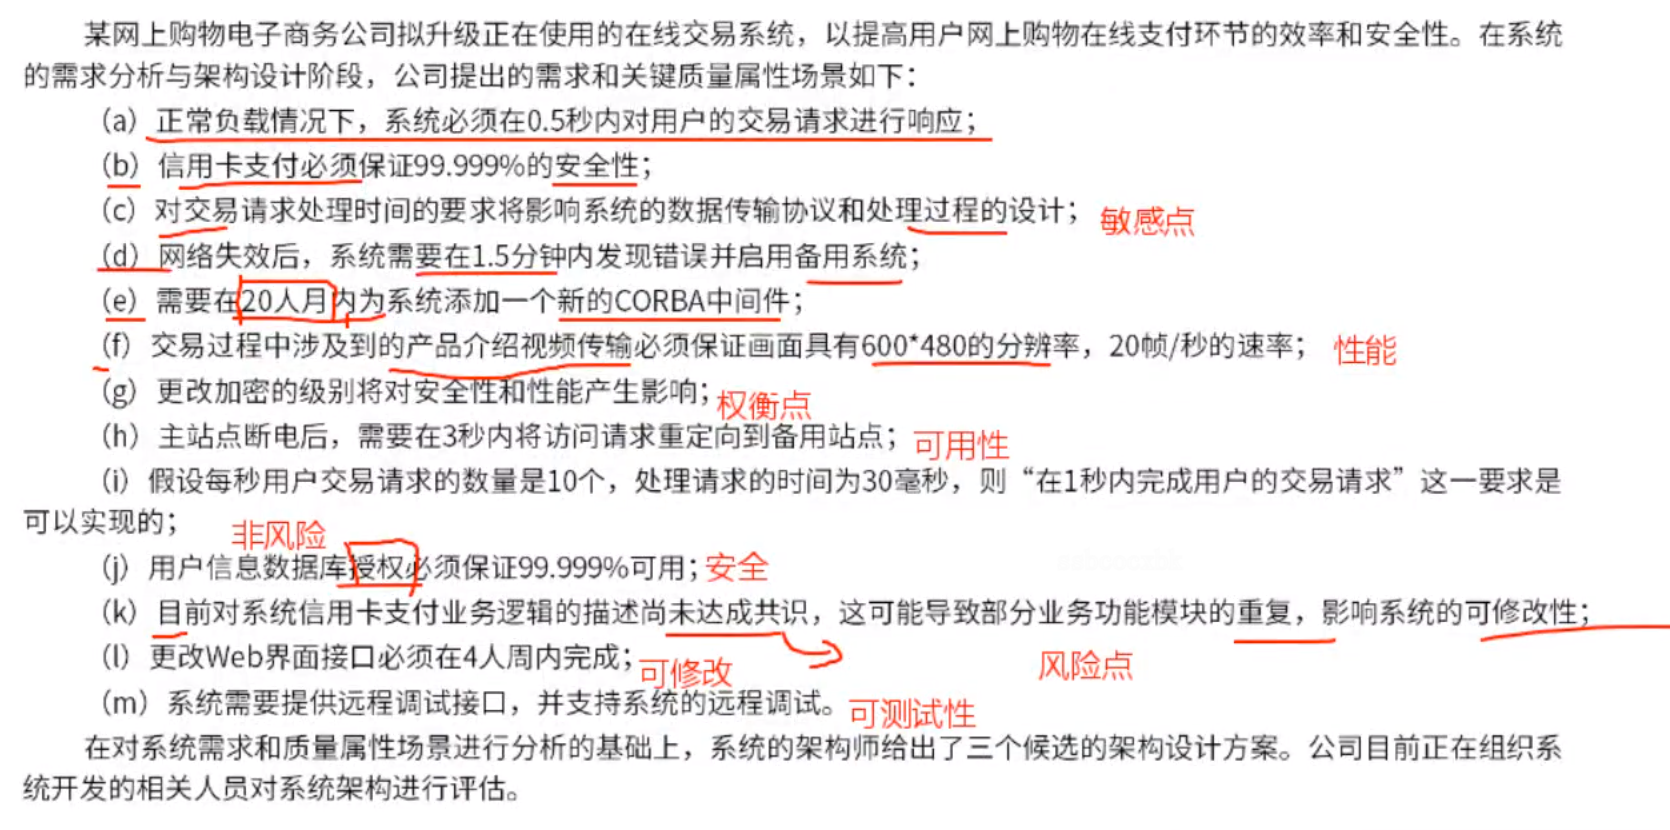 某网上购物电子商务公司拟升级正在使用的在线交易系统，以提高用户网上购物在线支付环节的效率和安全性。在系统
的需求分析与架构设计阶段，公司提出的需求和关键质量属性场景如下：
（a）正常负载情况下，系统必须在0.5秒内对用户的交易请求进行响应；
（b）信用卡支付必须保证99.999%的安全性；
（c）对交易请求处理时间的要求将影响系统的数据传输协议和处理过程的设计； 敏感点
（d）网络失效后，系统需要在1.5分钟内发现错误并启用备用系统；
（e）需要在20人月内为系统添加一个新的CORBA中间件；
（f）交易过程中涉及到的产品介绍视频传输必须保证画面具有600*480的分辨率，20帧/秒的速率； 性能
（g）更改加密的级别将对安全性和性能产生影响； 权衡点
（h）主站点断电后，需要在3秒内将访问请求重定向到备用站点； 可用性
（i）假设每秒用户交易请求的数量是10个，处理请求的时间为30毫秒，则“在1秒内完成用户的交易请求”这一要求是
可以实现的； 非风险
（j）用户信息数据库授权必须保证99.999%可用； 安全
（k）目前对系统信用卡支付业务逻辑的描述尚未达成共识，这可能导致部分业务功能模块的重复，影响系统的可修改性；
（l）更改Web界面接口必须在4人周内完成； 可修改 风险点
（m）系统需要提供远程调试接口，并支持系统的远程调试。 可测试性
在对系统需求和质量属性场景进行分析的基础上，系统的架构师给出了三个候选的架构设计方案。公司目前正在组织系
统开发的相关人员对系统架构进行评估。